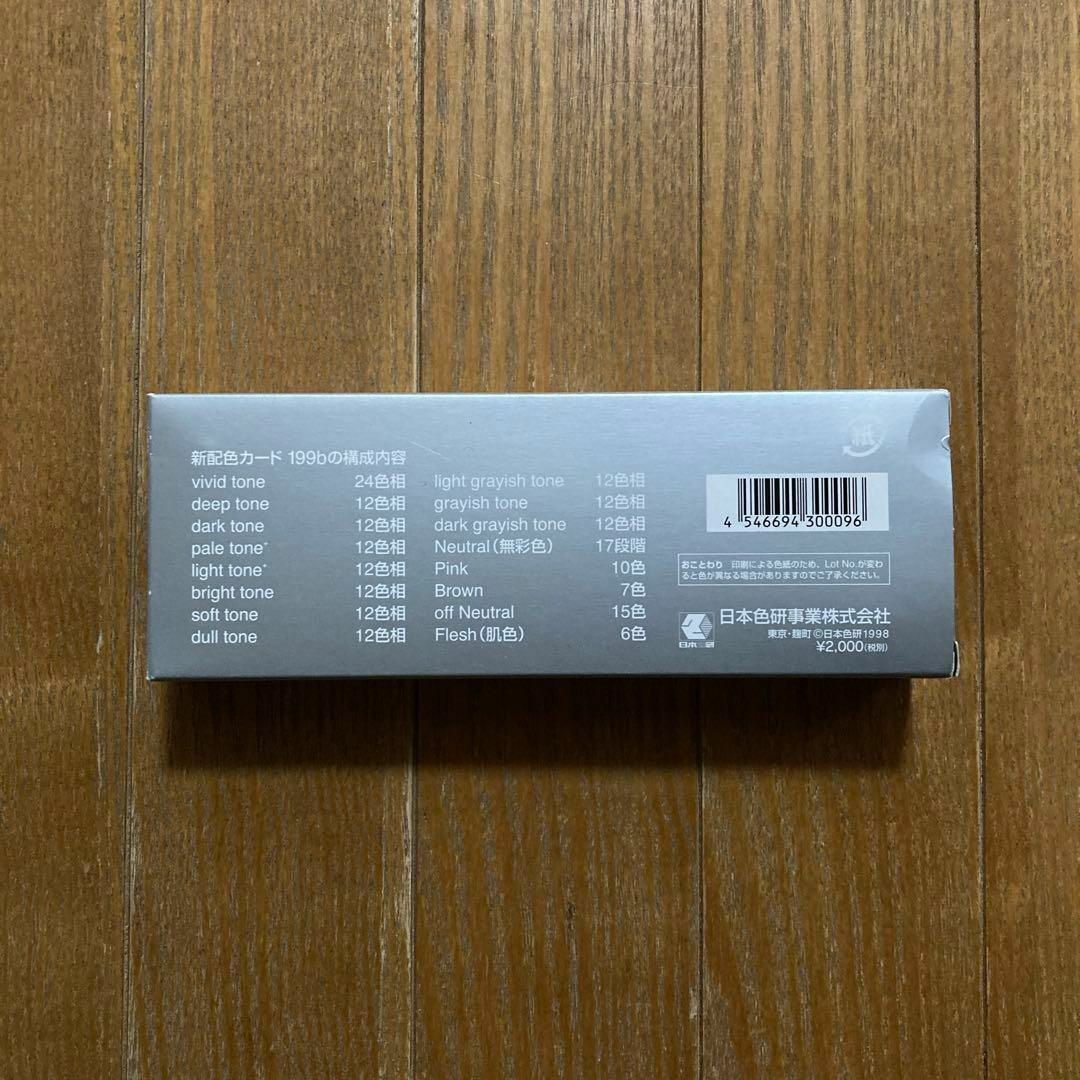 新配色カード 199bの構成内容
vivid tone 24色相
deep tone 12色相
dark tone 12色相
pale tone+ 12色相
light tone+ 12色相
bright tone 12色相
soft tone 12色相
dull tone 12色相
light grayish tone 12色相
grayish tone 12色相
dark grayish tone 12色相
Neutral(無彩色) 17段階
Pink 10色
Brown 7色
off Neutral 15色
Flesh(肌色) 6色
紙
4 546694 300096
おことわり 印刷による色紙のため、Lot No.が変わ
ると色が異なる場合がありますのでご了承ください。
日本色研
日本色研事業株式会社
東京・麹町 ©日本色研1998
¥2,000(税別)